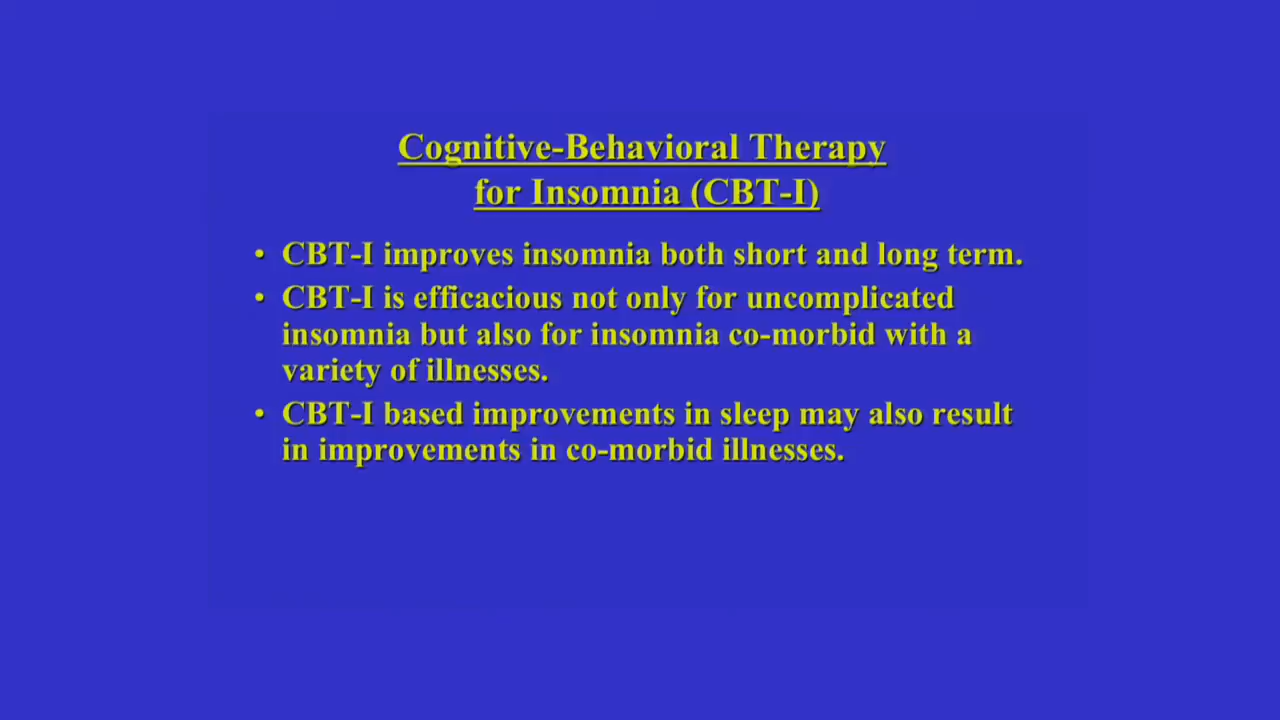 Cognitive-Behavioral Therapy
for Insomnia (CBT-I)
• CBT-I improves insomnia both short and long term.
• CBT-I is efficacious not only for uncomplicated
insomnia but also for insomnia co-morbid with a
variety of illnesses.
• CBT-I based improvements in sleep may also result
in improvements in co-morbid illnesses.